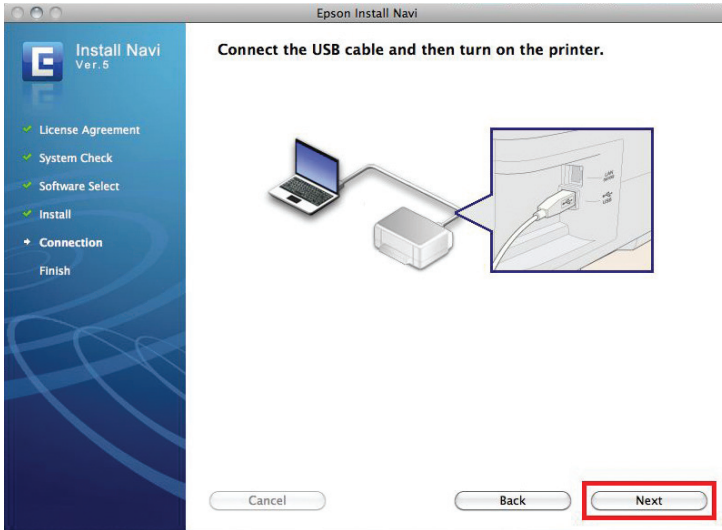 Epson Install Navi
Install Navi
Ver.5
License Agreement
System Check
Software Select
Install
Connection
Finish
Connect the USB cable and then turn on the printer.
USB
Cancel
Back
Next